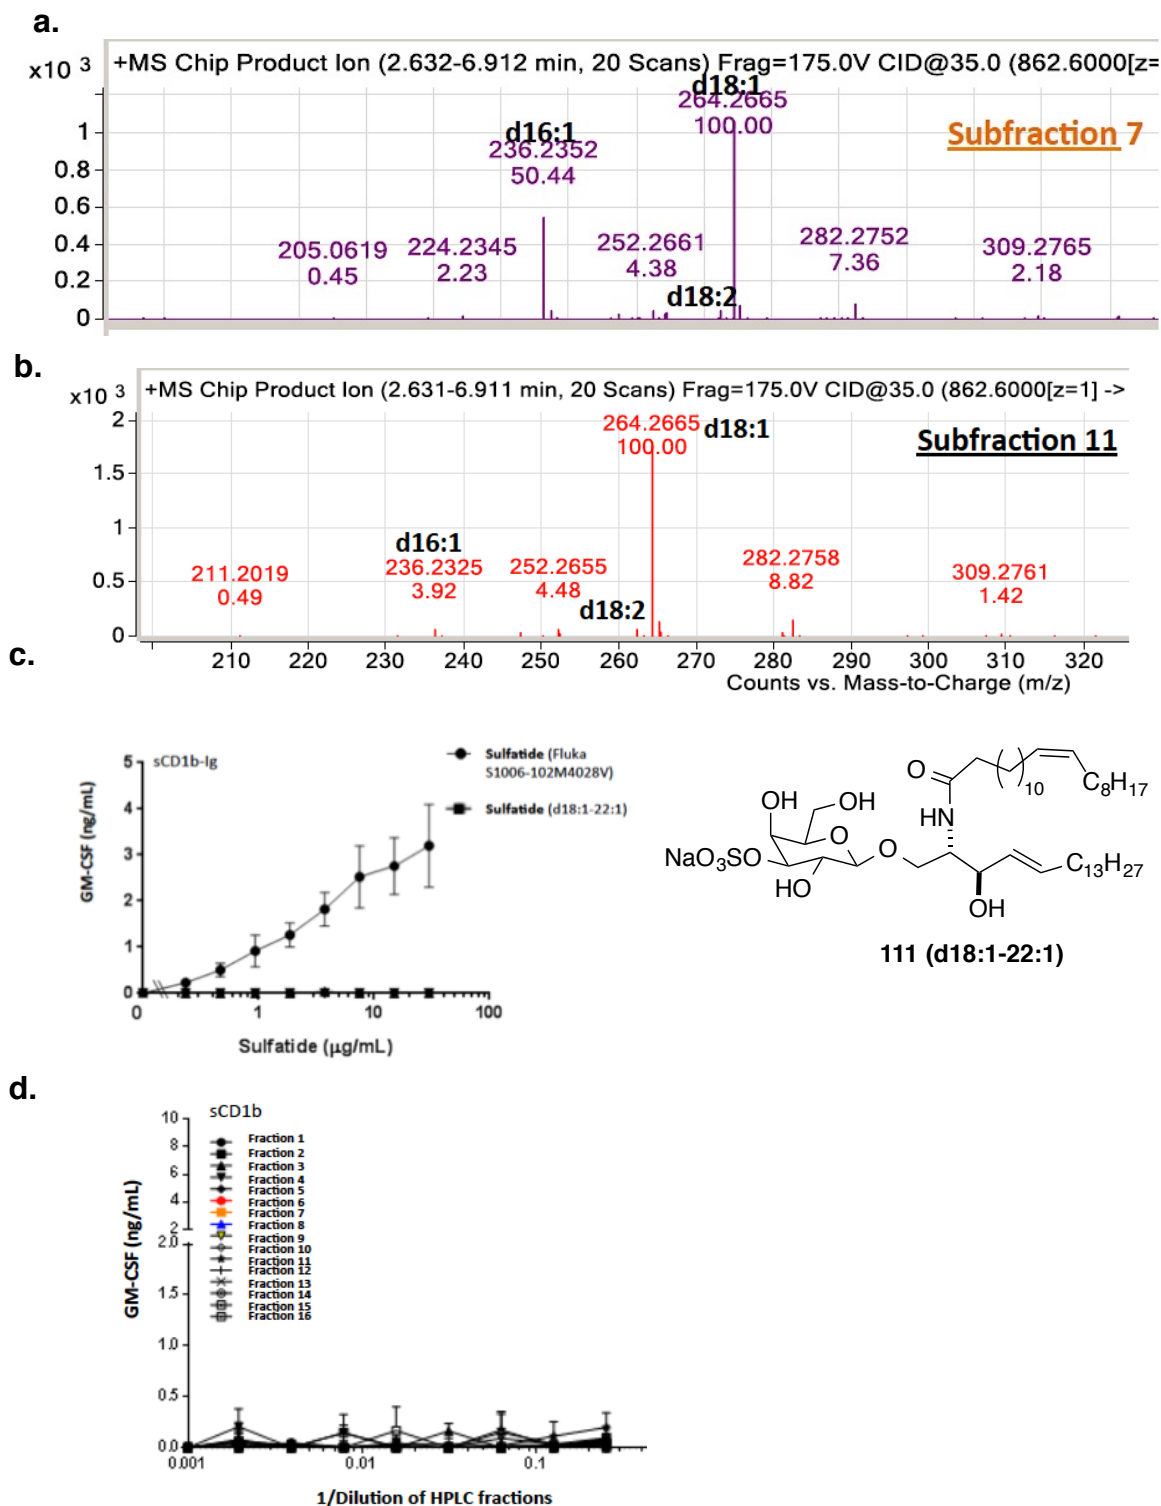 a.
x10 3
+MS Chip Product Ion (2.632-6.912 min, 20 Scans) Frag=175.0V CID@35.0 (862.6000[z=
d18:1
264.2665
100.00
d16:1
236.2352
50.44
Subfraction 7
1
0.8
0.6
0.4
0.2
0
205.0619
0.45
224.2345
2.23
252.2661
4.38
282.2752
7.36
309.2765
2.18
d18:2
b.
x10 3
+MS Chip Product Ion (2.631-6.911 min, 20 Scans) Frag=175.0V CID@35.0 (862.6000[z=1] ->
2
1.5
1
0.5
0
264.2665
100.00
d18:1
Subfraction 11
d16:1
211.2019
0.49
236.2325
3.92
252.2655
4.48
282.2758
8.82
309.2761
1.42
d18:2
210 220 230 240 250 260 270 280 290 300 310 320
Counts vs. Mass-to-Charge (m/z)
c.
sCD1b-Ig
GM-CSF (ng/mL)
5
4
3
2
1
0
0 1 10 100
Sulfatide (μg/mL)
Sulfatide (Fluka
S1006-102M4028V)
Sulfatide (d18:1-22:1)
O
10
C8H17
OH
OH
HN
O
O
NaO3SO
HO
C13H27
OH
111 (d18:1-22:1)
d.
sCD1b
GM-CSF (ng/mL)
10
8
6
4
2
2.0
1.5
1.0
0.5
0.0
Fraction 1
Fraction 2
Fraction 3
Fraction 4
Fraction 5
Fraction 6
Fraction 7
Fraction 8
Fraction 9
Fraction 10
Fraction 11
Fraction 12
Fraction 13
Fraction 14
Fraction 15
Fraction 16
0.001 0.01 0.1
1/Dilution of HPLC fractions